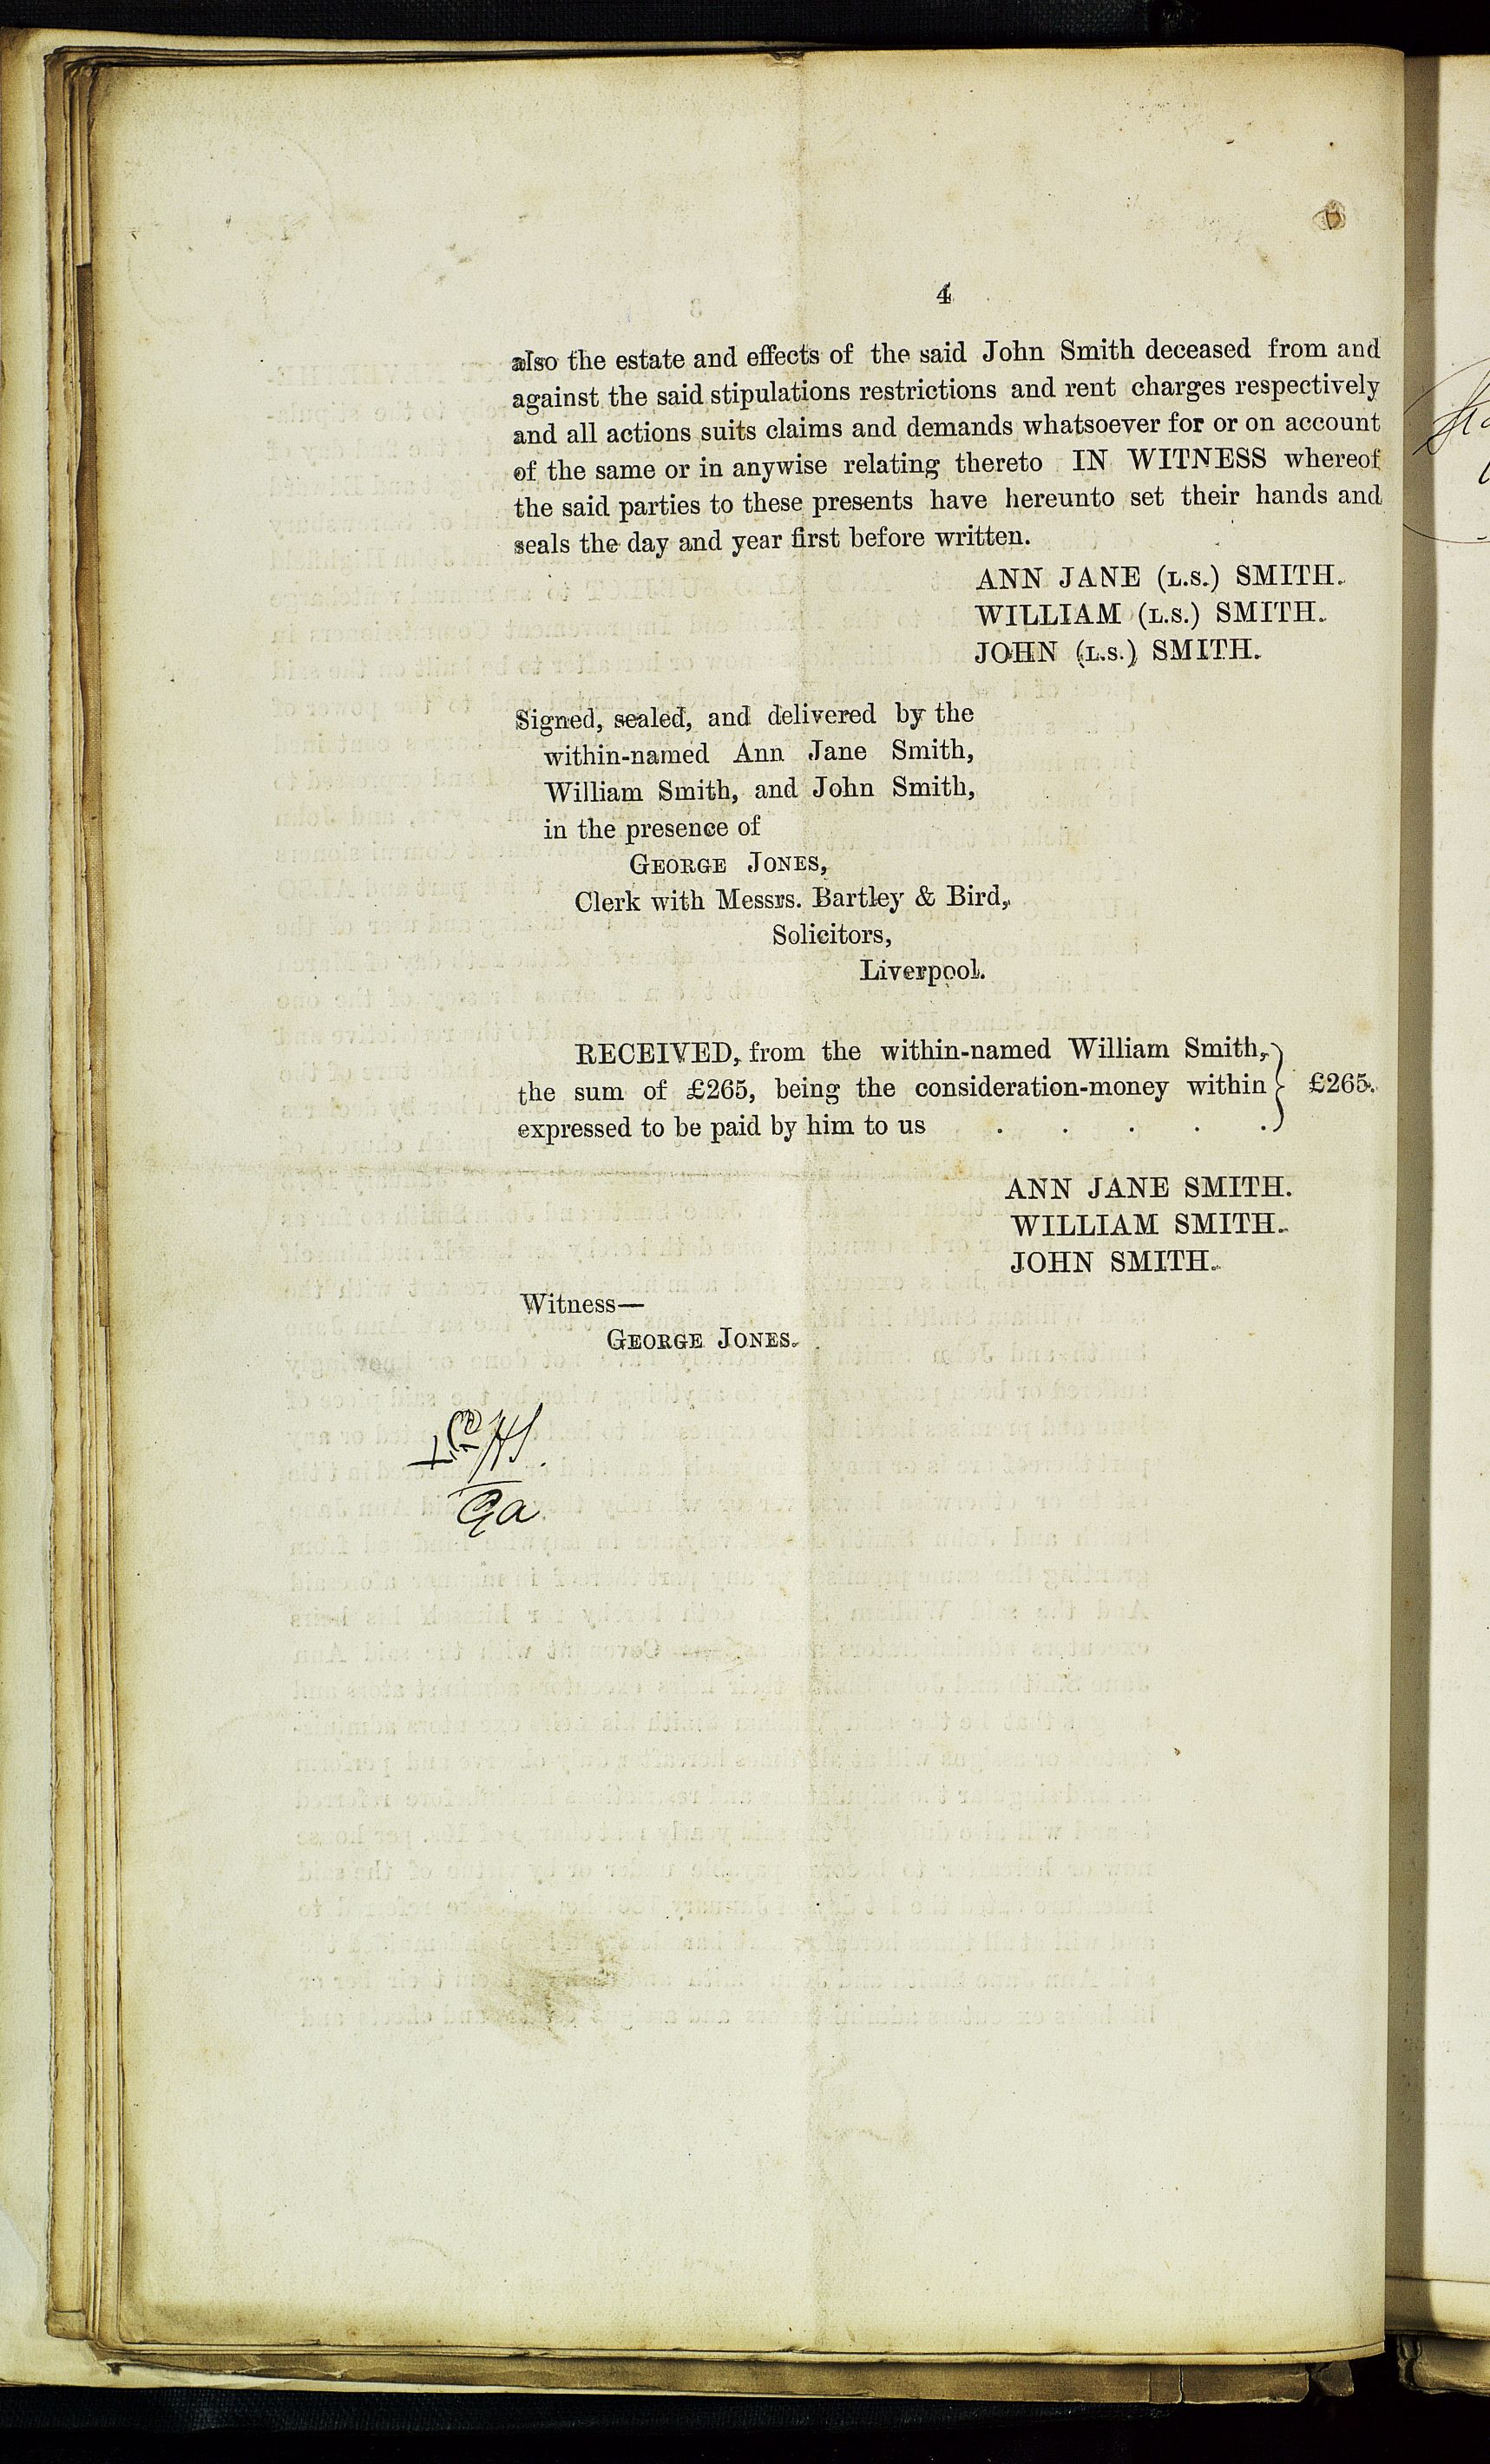 4
also the estate and effects of the said John Smith deceased from and
against the said stipulations restrictions and rent charges respectively
and all actions suits claims and demands whatsoever for or on account
of the same or in anywise relating thereto IN WITNESS whereof
the said parties to these presents have hereunto set their hands and
seals the day and year first before written.
ANN JANE (L.S.) SMITH.
WILLIAM (L.S.) SMITH.
JOHN (L.S.) SMITH.
Signed, sealed, and delivered by the
within-named Ann Jane Smith,
William Smith, and John Smith,
in the presence of
GEORGE JONES,
Clerk with Messrs. Bartley & Bird,
Solicitors,
Liverpool.
RECEIVED, from the within-named William Smith,
the sum of £265, being the consideration-money within } £265.
expressed to be paid by him to us . . . . .
ANN JANE SMITH.
WILLIAM SMITH.
JOHN SMITH.
Witness—
GEORGE JONES.